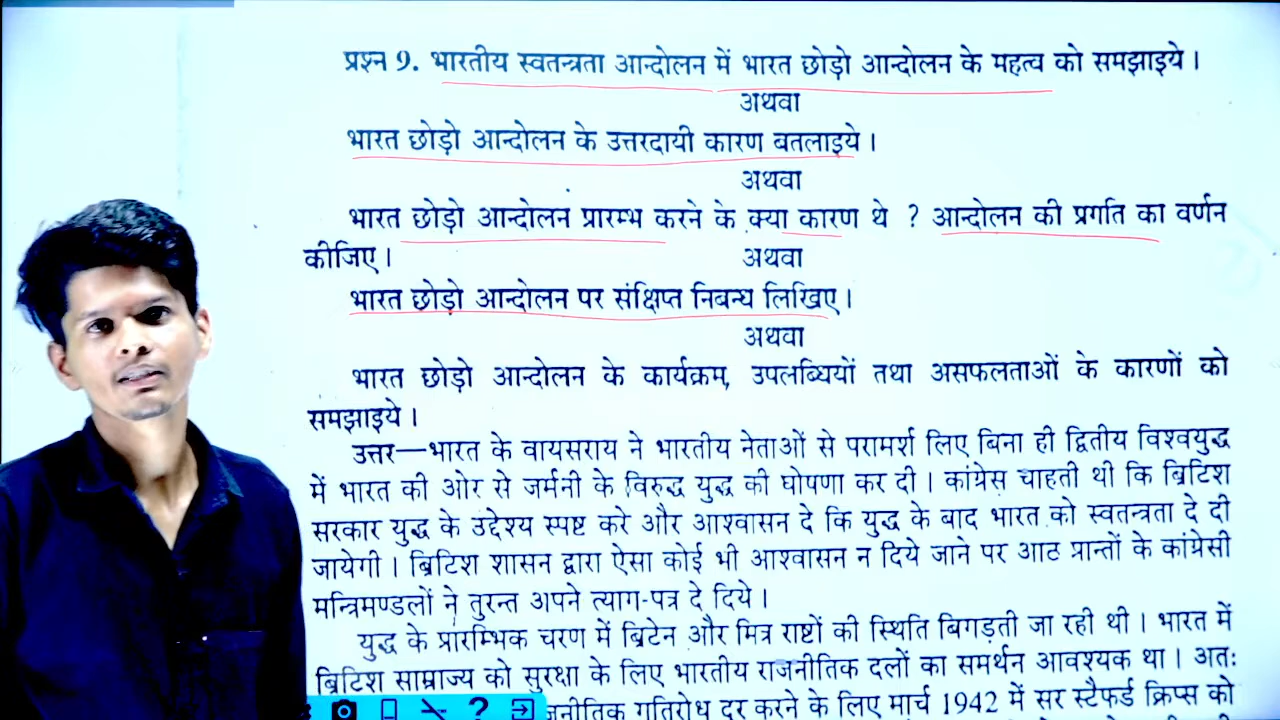 प्रश्न 9. भारतीय स्वतन्त्रता आन्दोलन में भारत छोड़ो आन्दोलन के महत्व को समझाइये।
अथवा
भारत छोड़ो आन्दोलन के उत्तरदायी कारण बतलाइये।
अथवा
भारत छोड़ो आन्दोलन प्रारम्भ करने के क्या कारण थे ? आन्दोलन की प्रगति का वर्णन
कीजिए।
अथवा
भारत छोड़ो आन्दोलन पर संक्षिप्त निबन्ध लिखिए।
अथवा
भारत छोड़ो आन्दोलन के कार्यक्रम, उपलब्धियों तथा असफलताओं के कारणों को
समझाइये।
उत्तर—भारत के वायसराय ने भारतीय नेताओं से परामर्श लिए बिना ही द्वितीय विश्वयुद्ध
में भारत की ओर से जर्मनी के विरुद्ध युद्ध की घोषणा कर दी। कांग्रेस चाहती थी कि ब्रिटिश
सरकार युद्ध के उद्देश्य स्पष्ट करे और आश्वासन दे कि युद्ध के बाद भारत को स्वतन्त्रता दे दी
जायेगी। ब्रिटिश शासन द्वारा ऐसा कोई भी आश्वासन न दिये जाने पर आठ प्रान्तों के कांग्रेसी
मन्त्रिमण्डलों ने तुरन्त अपने त्याग-पत्र दे दिये।
युद्ध के प्रारम्भिक चरण में ब्रिटेन और मित्र राष्टों की स्थिति बिगड़ती जा रही थी। भारत में
ब्रिटिश साम्राज्य को सुरक्षा के लिए भारतीय राजनीतिक दलों का समर्थन आवश्यक था। अतः
जनीतिक गतिरोध दूर करने के लिए मार्च 1942 में सर स्टैफर्ड क्रिप्स को